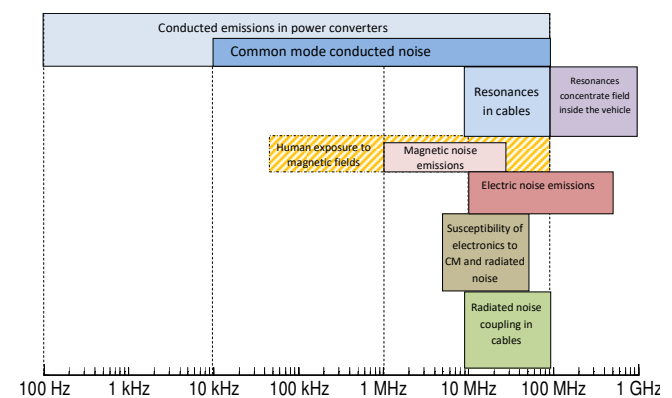 Conducted emissions in power converters
Common mode conducted noise
Resonances
in cables
Resonances
concentrate field
inside the vehicle
Human exposure to
magnetic fields
Magnetic noise
emissions
Electric noise emissions
Susceptibility of
electronics to
CM and radiated
noise
Radiated noise
coupling in
cables
100 Hz 1 kHz 10 kHz 100 kHz 1 MHz 10 MHz 100 MHz 1 GHz